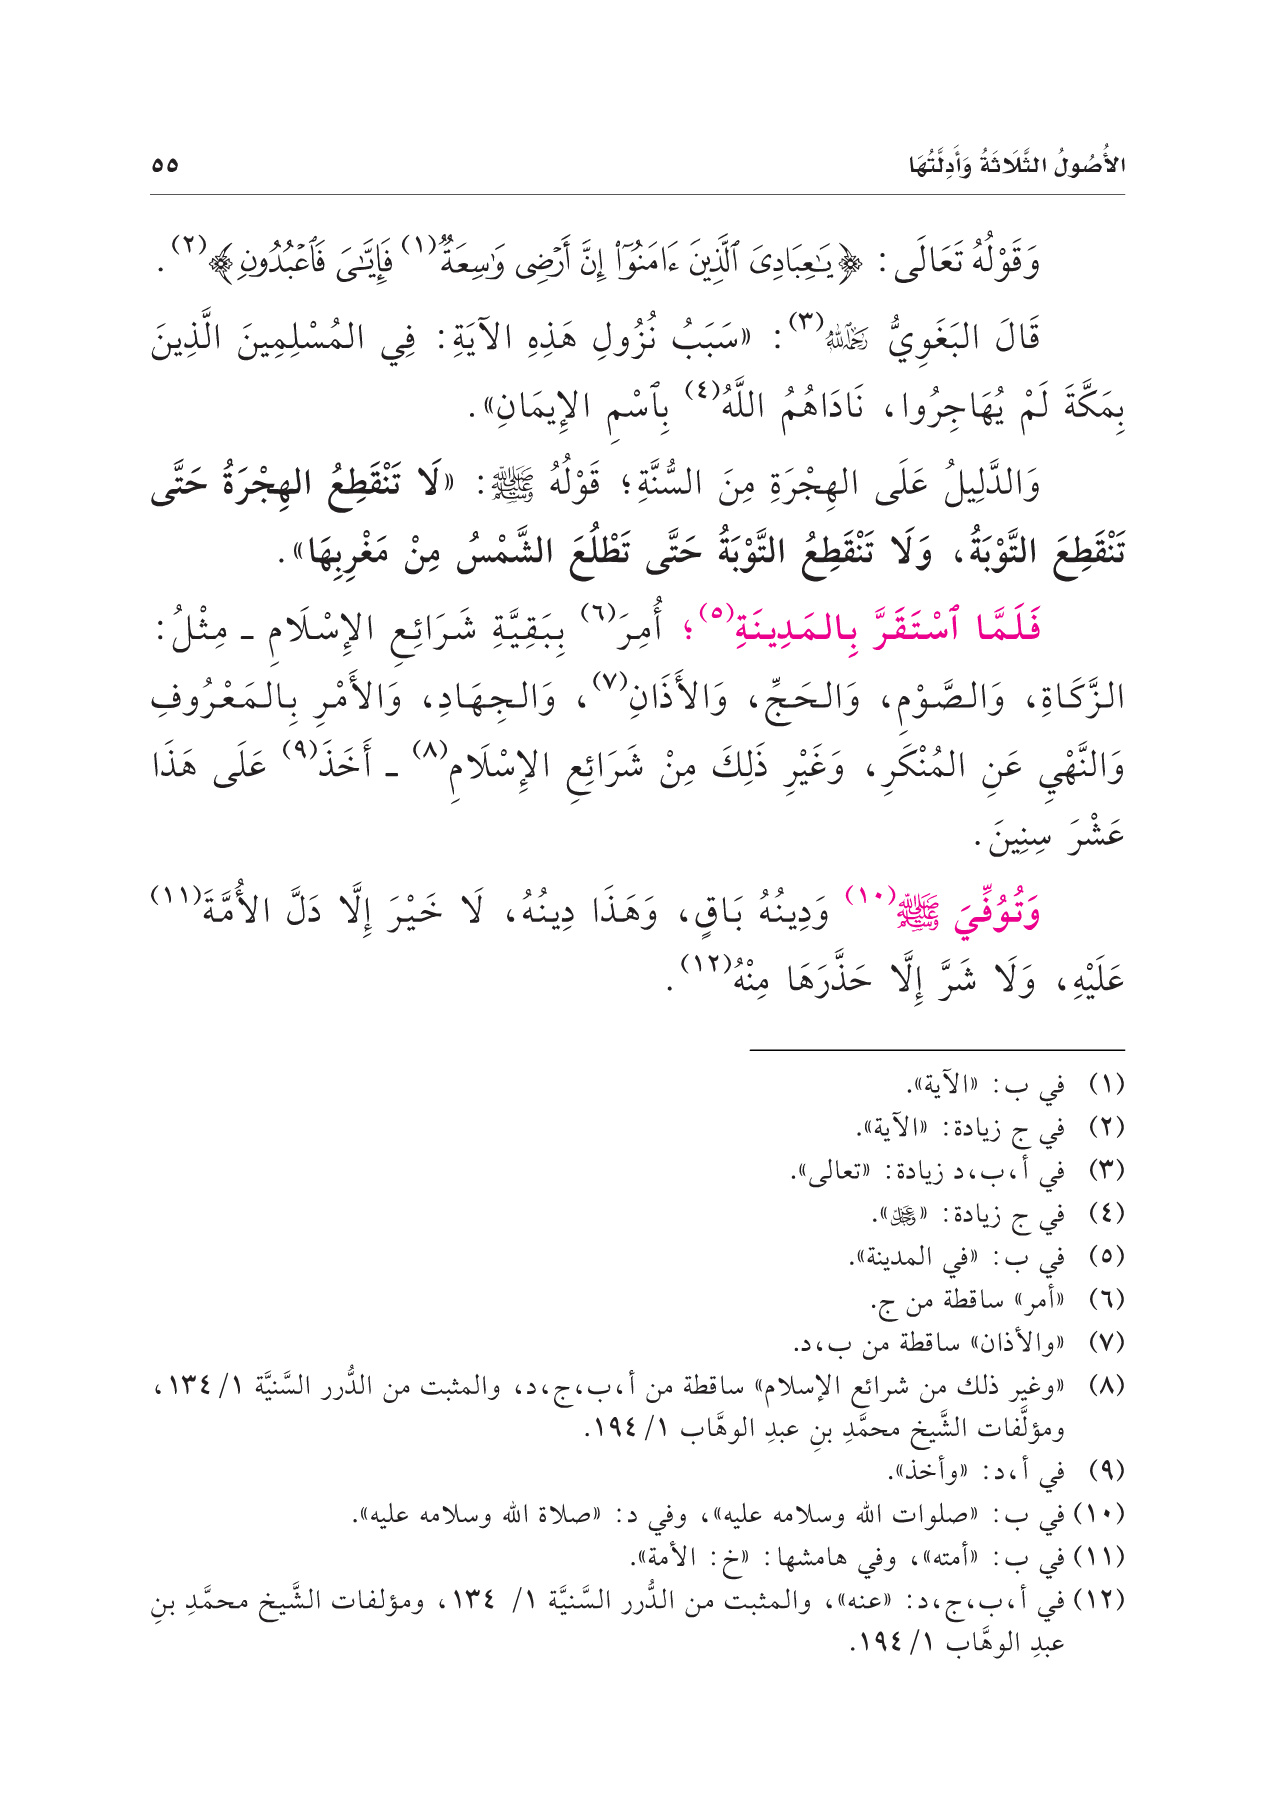 الأُصُولُ الثَّلَاثَةُ وَأَدِلَّتُهَا ٥٥
وَقَوْلُهُ تَعَالَى: ﴿يَـٰعِبَادِىَ ٱلَّذِينَ ءَامَنُوٓا۟ إِنَّ أَرْضِى وَٰسِعَةٌ(١) فَإِيَّـٰىَ فَٱعْبُدُونِ﴾(٢).
قَالَ البَغَوِيُّ رَحِمَهُ اللَّهُ(٣): «سَبَبُ نُزُولِ هَذِهِ الآيَةِ: فِي المُسْلِمِينَ الَّذِينَ
بِمَكَّةَ لَمْ يُهَاجِرُوا، نَادَاهُمُ اللَّهُ(٤) بِٱسْمِ الإِيمَانِ».
وَالدَّلِيلُ عَلَى الهِجْرَةِ مِنَ السُّنَّةِ؛ قَوْلُهُ ﷺ: «لَا تَنْقَطِعُ الهِجْرَةُ حَتَّى
تَنْقَطِعَ التَّوْبَةُ، وَلَا تَنْقَطِعُ التَّوْبَةُ حَتَّى تَطْلُعَ الشَّمْسُ مِنْ مَغْرِبِهَا».
فَلَمَّا ٱسْتَقَرَّ بِالمَدِينَةِ(٥)؛ أُمِرَ(٦) بِبَقِيَّةِ شَرَائِعِ الإِسْلَامِ ـ مِثْلُ:
الزَّكَاةِ، وَالصَّوْمِ، وَالحَجِّ، وَالأَذَانِ(٧)، وَالجِهَادِ، وَالأَمْرِ بِالمَعْرُوفِ
وَالنَّهْيِ عَنِ المُنْكَرِ، وَغَيْرِ ذَلِكَ مِنْ شَرَائِعِ الإِسْلَامِ(٨) ـ أَخَذَ(٩) عَلَى هَذَا
عَشْرَ سِنِينَ.
وَتُوُفِّيَ ﷺ(١٠) وَدِينُهُ بَاقٍ، وَهَذَا دِينُهُ، لَا خَيْرَ إِلَّا دَلَّ الأُمَّةَ(١١)
عَلَيْهِ، وَلَا شَرَّ إِلَّا حَذَّرَهَا مِنْهُ(١٢).
(١) في ب: «الآية».
(٢) في ج زيادة: «الآية».
(٣) في أ،ب،د زيادة: «تعالى».
(٤) في ج زيادة: «عَزَّ وَجَلَّ».
(٥) في ب: «في المدينة».
(٦) «أمر» ساقطة من ج.
(٧) «والأذان» ساقطة من ب،د.
(٨) «وغير ذلك من شرائع الإسلام» ساقطة من أ،ب،ج،د، والمثبت من الدُّرر السَّنيَّة ١/ ١٣٤،
ومؤلَّفات الشَّيخ محمَّدِ بنِ عبدِ الوهَّاب ١/ ١٩٤.
(٩) في أ،د: «وأخذ».
(١٠) في ب: «صلوات الله وسلامه عليه»، وفي د: «صلاة الله وسلامه عليه».
(١١) في ب: «أمته»، وفي هامشها: «خ: الأمة».
(١٢) في أ،ب،ج،د: «عنه»، والمثبت من الدُّرر السَّنيَّة ١/ ١٣٤، ومؤلفات الشَّيخ محمَّدِ بنِ
عبدِ الوهَّاب ١/ ١٩٤.